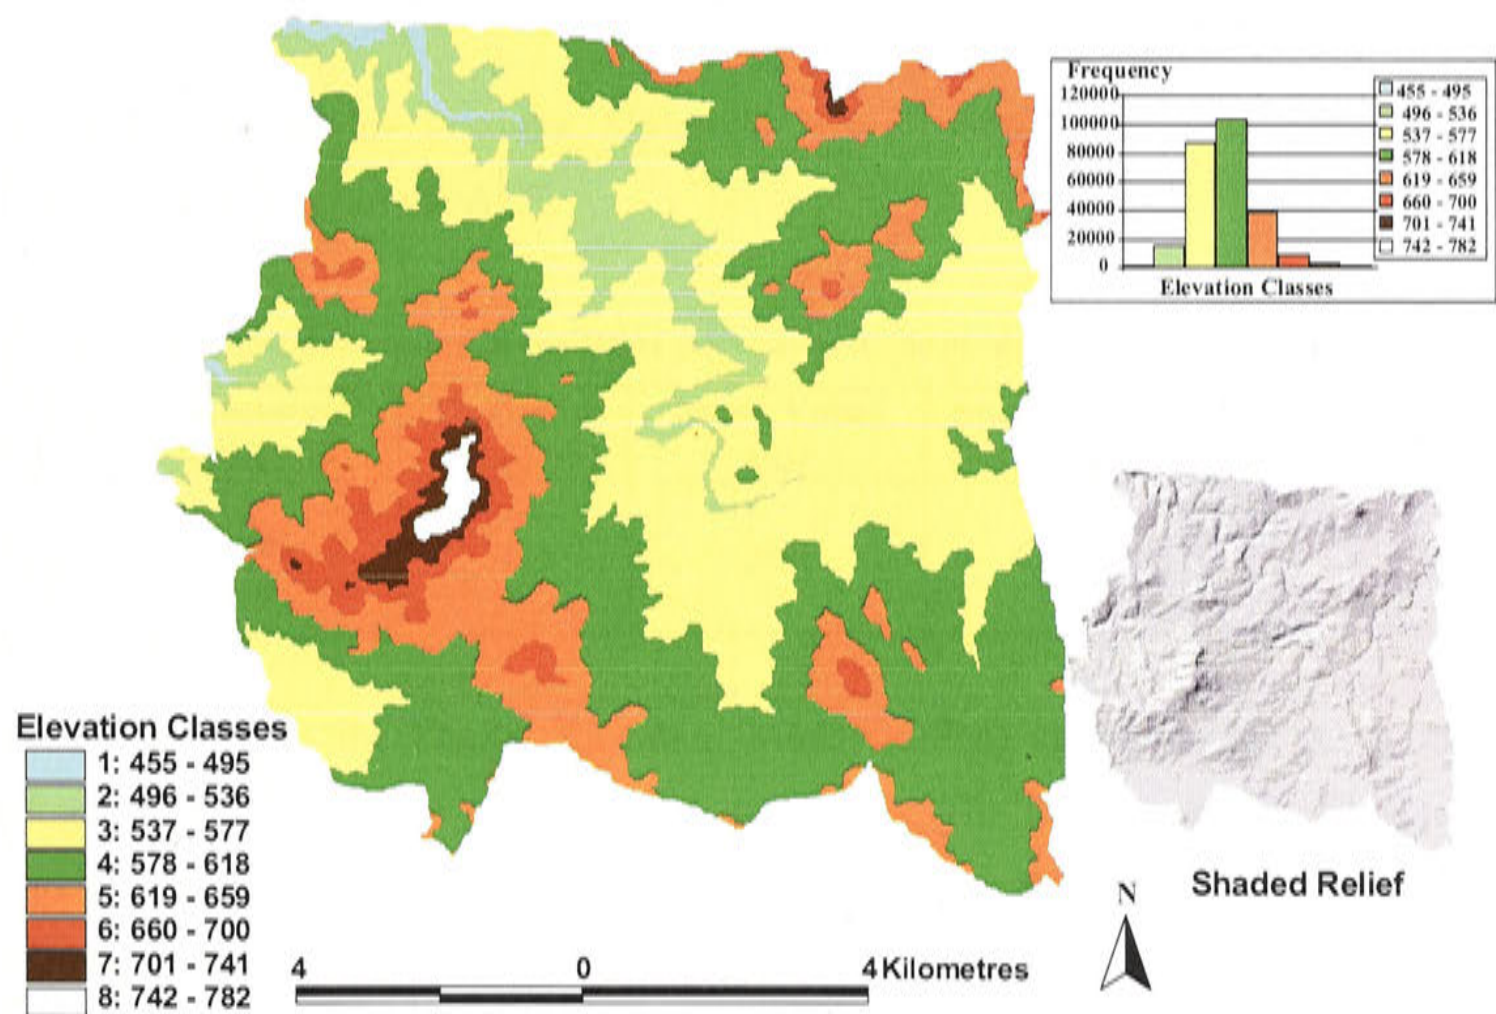 Frequency
120000
100000
80000
60000
40000
20000
0
Elevation Classes
455 - 495
496 - 536
537 - 577
578 - 618
619 - 659
660 - 700
701 - 741
742 - 782
Elevation Classes
1: 455 - 495
2: 496 - 536
3: 537 - 577
4: 578 - 618
5: 619 - 659
6: 660 - 700
7: 701 - 741
8: 742 - 782
4 0 4 Kilometres
N
Shaded Relief